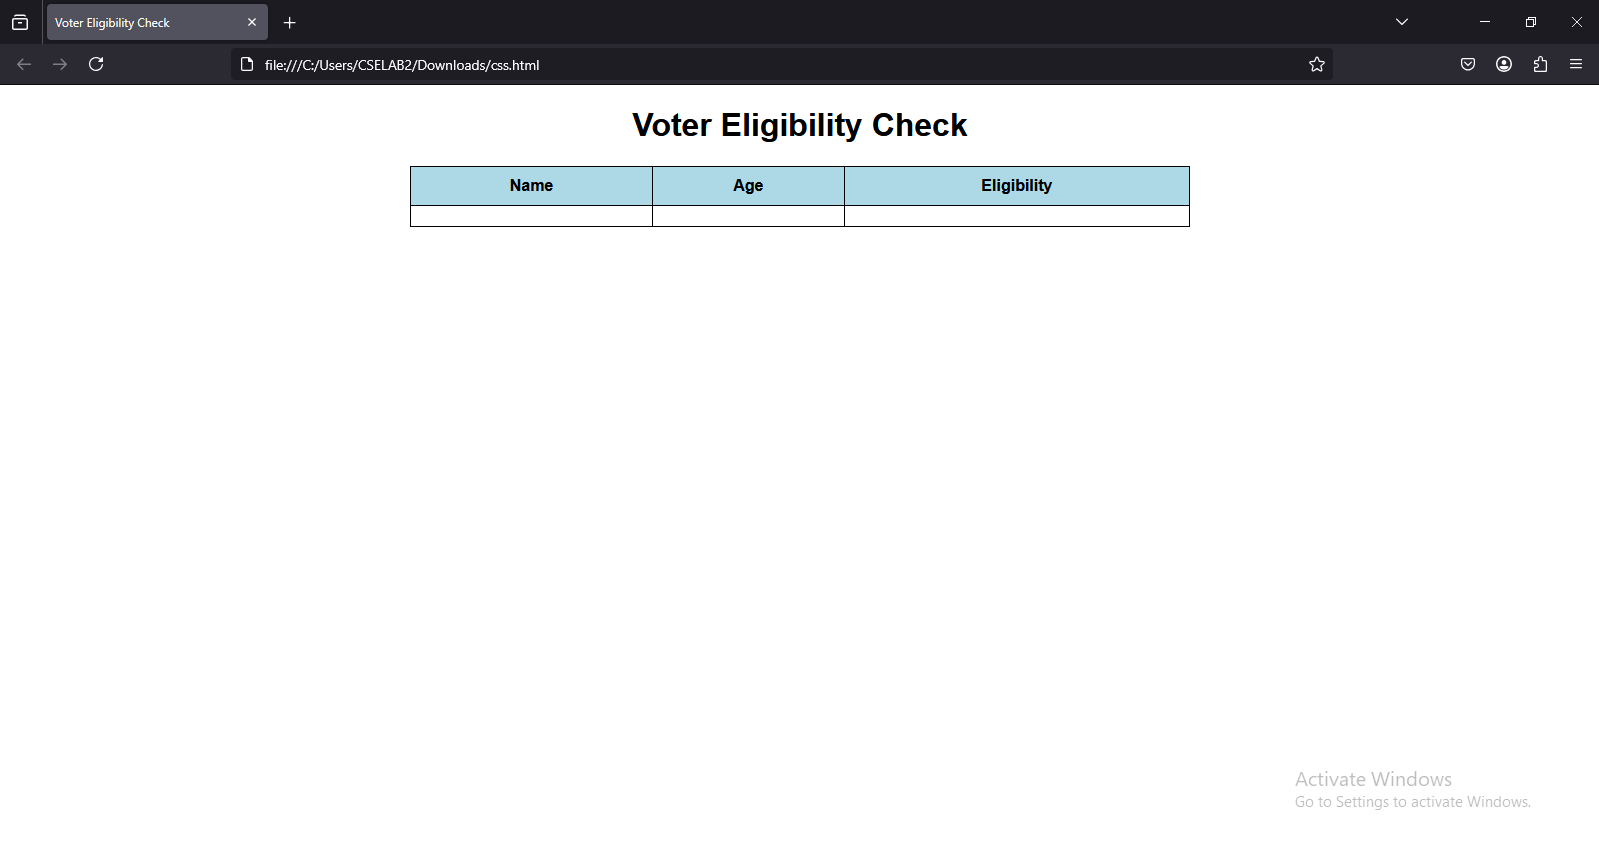 Voter Eligibility Check
file:///C:/Users/CSELAB2/Downloads/css.html
Voter Eligibility Check
Name Age Eligibility
Activate Windows
Go to Settings to activate Windows.